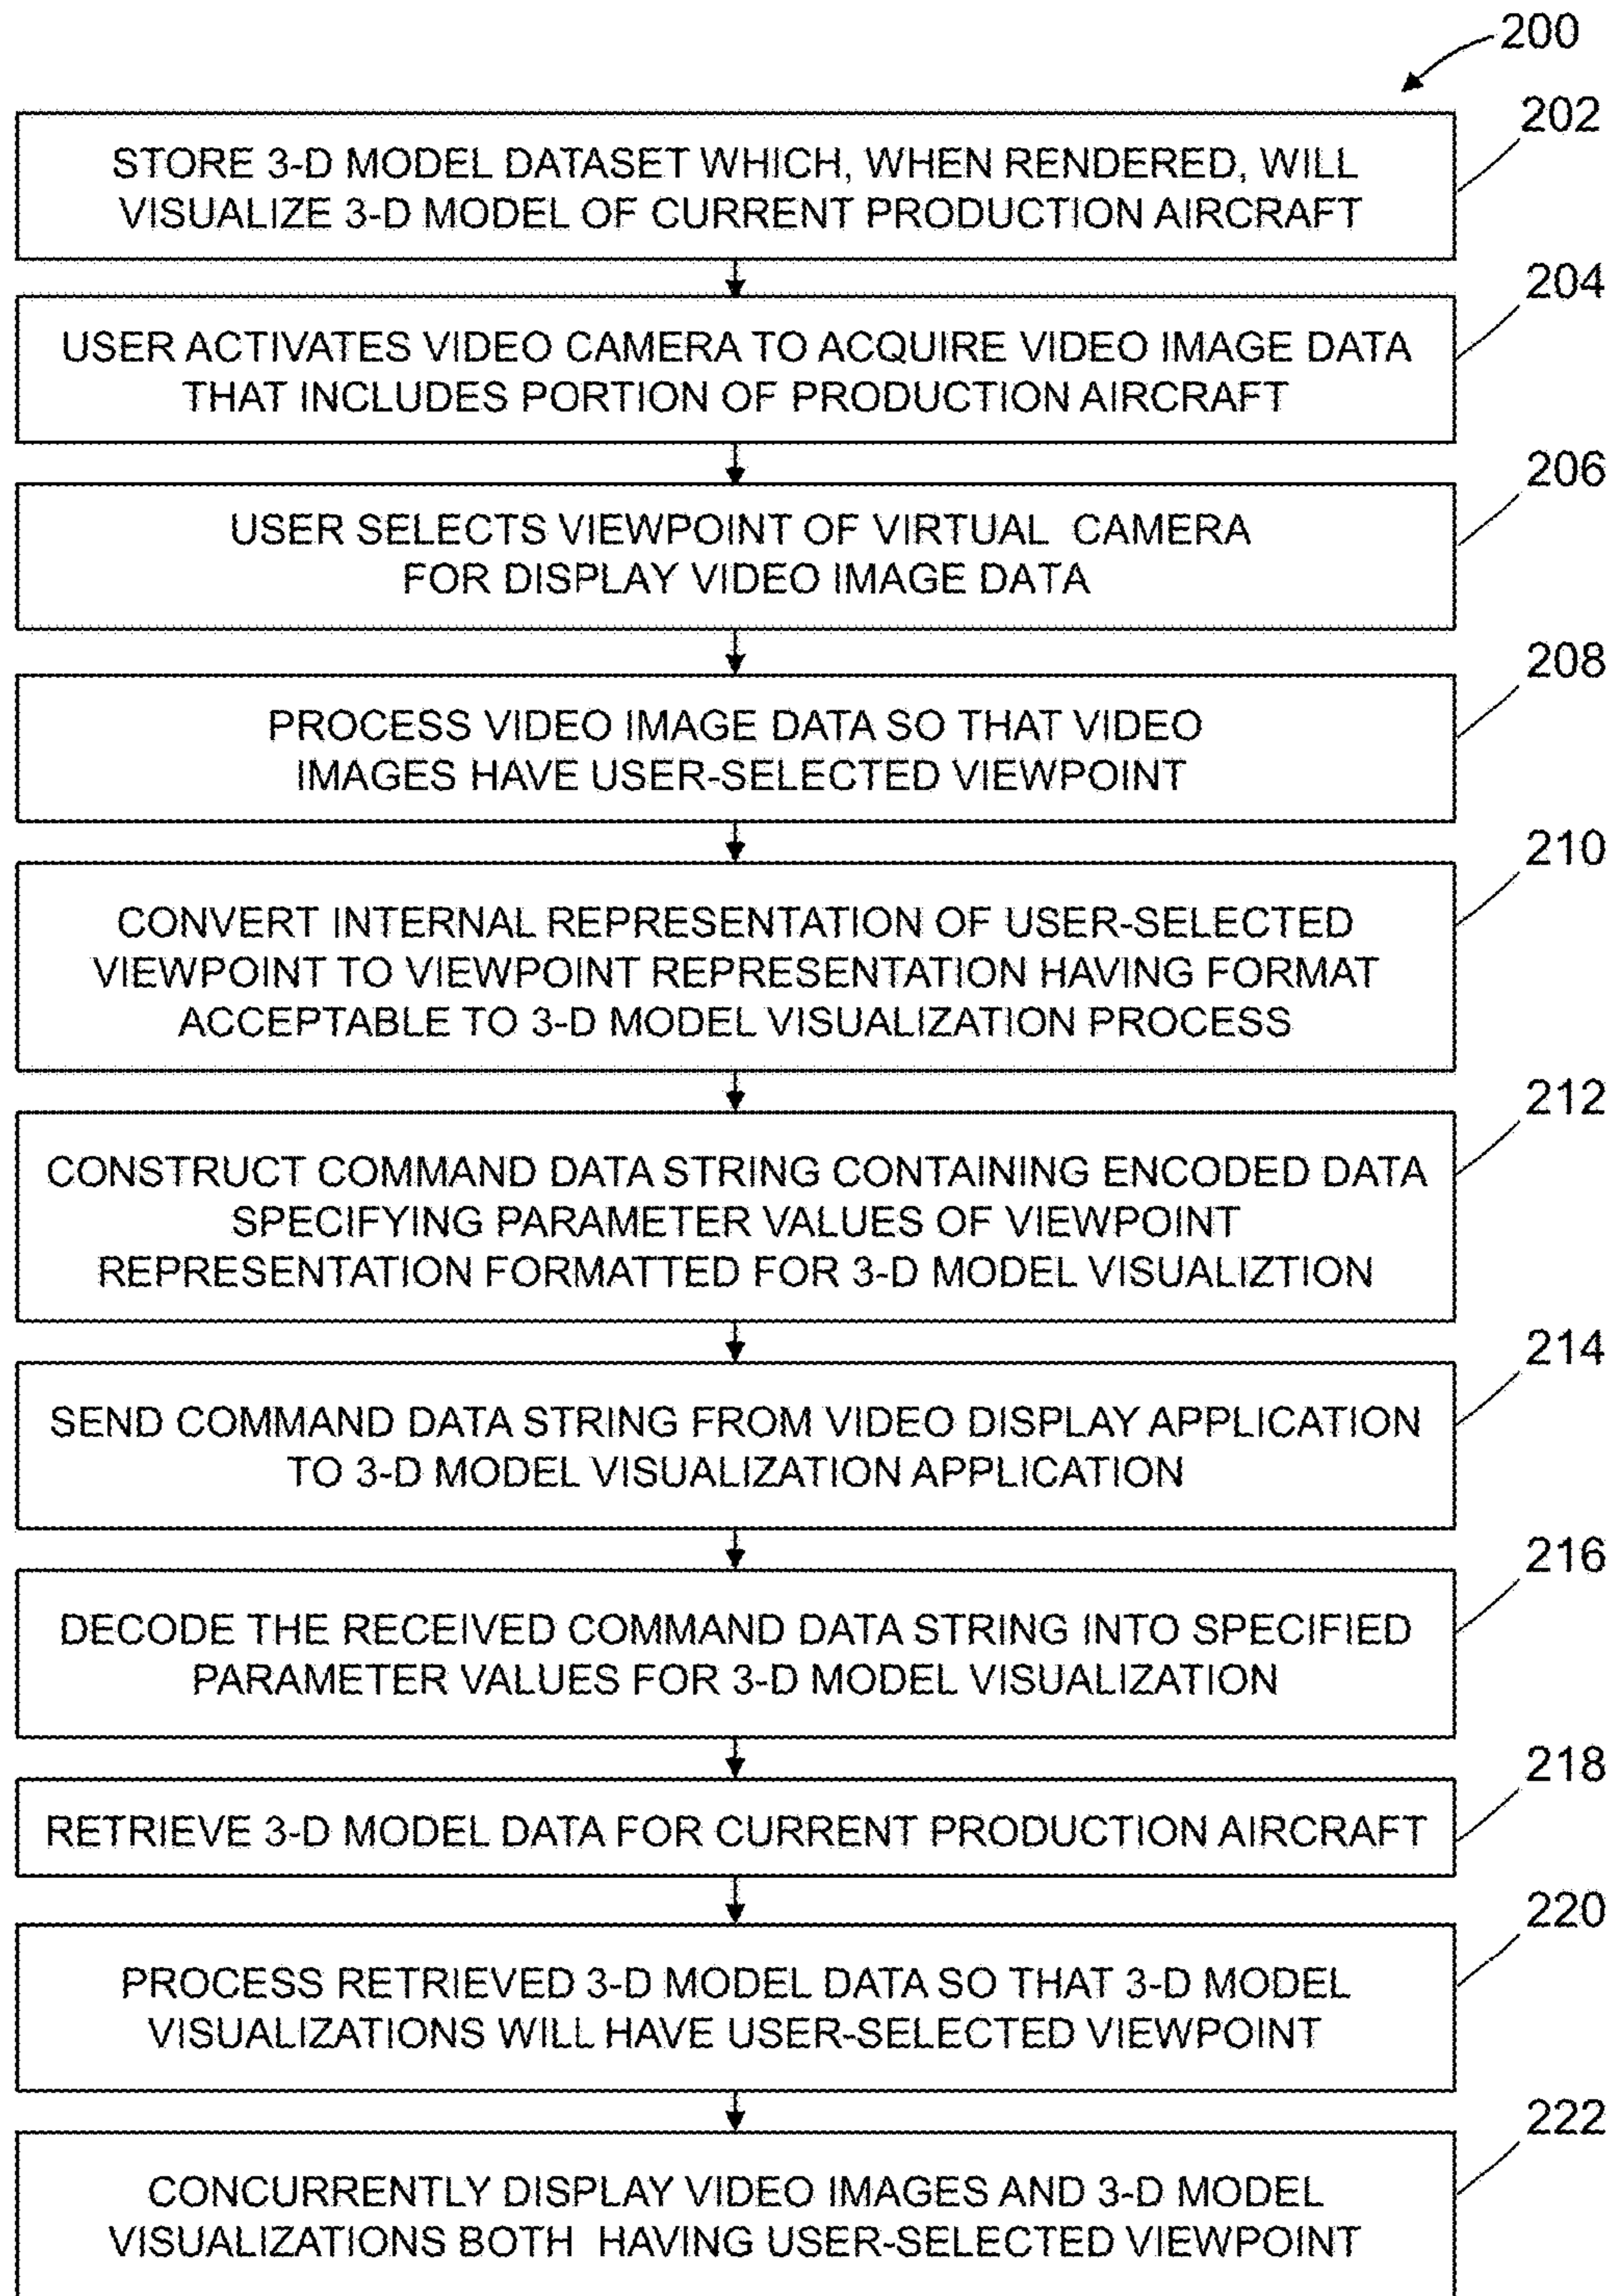 200
202
STORE 3-D MODEL DATASET WHICH, WHEN RENDERED, WILL
VISUALIZE 3-D MODEL OF CURRENT PRODUCTION AIRCRAFT
204
USER ACTIVATES VIDEO CAMERA TO ACQUIRE VIDEO IMAGE DATA
THAT INCLUDES PORTION OF PRODUCTION AIRCRAFT
206
USER SELECTS VIEWPOINT OF VIRTUAL CAMERA
FOR DISPLAY VIDEO IMAGE DATA
208
PROCESS VIDEO IMAGE DATA SO THAT VIDEO
IMAGES HAVE USER-SELECTED VIEWPOINT
210
CONVERT INTERNAL REPRESENTATION OF USER-SELECTED
VIEWPOINT TO VIEWPOINT REPRESENTATION HAVING FORMAT
ACCEPTABLE TO 3-D MODEL VISUALIZATION PROCESS
212
CONSTRUCT COMMAND DATA STRING CONTAINING ENCODED DATA
SPECIFYING PARAMETER VALUES OF VIEWPOINT
REPRESENTATION FORMATTED FOR 3-D MODEL VISUALIZTION
214
SEND COMMAND DATA STRING FROM VIDEO DISPLAY APPLICATION
TO 3-D MODEL VISUALIZATION APPLICATION
216
DECODE THE RECEIVED COMMAND DATA STRING INTO SPECIFIED
PARAMETER VALUES FOR 3-D MODEL VISUALIZATION
218
RETRIEVE 3-D MODEL DATA FOR CURRENT PRODUCTION AIRCRAFT
220
PROCESS RETRIEVED 3-D MODEL DATA SO THAT 3-D MODEL
VISUALIZATIONS WILL HAVE USER-SELECTED VIEWPOINT
222
CONCURRENTLY DISPLAY VIDEO IMAGES AND 3-D MODEL
VISUALIZATIONS BOTH HAVING USER-SELECTED VIEWPOINT